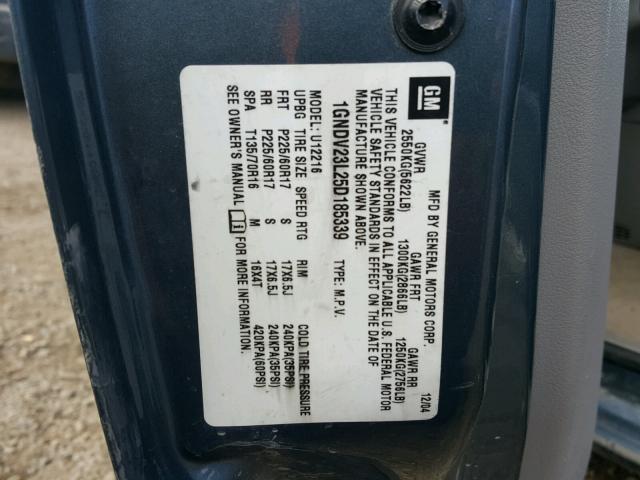 GM
MFD BY GENERAL MOTORS CORP. 12/04
GVWR GAWR FRT GAWR RR
2550KG(5622LB) 1300KG(2866LB) 1250KG(2756LB)
THIS VEHICLE CONFORMS TO ALL APPLICABLE U.S. FEDERAL MOTOR
VEHICLE SAFETY STANDARDS IN EFFECT ON THE DATE OF
MANUFACTURE SHOWN ABOVE.
1GNDV23L25D185339 TYPE: M.P.V.
MODEL: U12216
UPBG TIRE SIZE SPEED RTG RIM COLD TIRE PRESSURE
FRT P225/60R17 S 17X6.5J 240KPA(35PSI)
RR P225/60R17 S 17X6.5J 240KPA(35PSI)
SPA T135/70R16 M 16X4T 420KPA(60PSI)
SEE OWNER'S MANUAL FOR MORE INFORMATION.